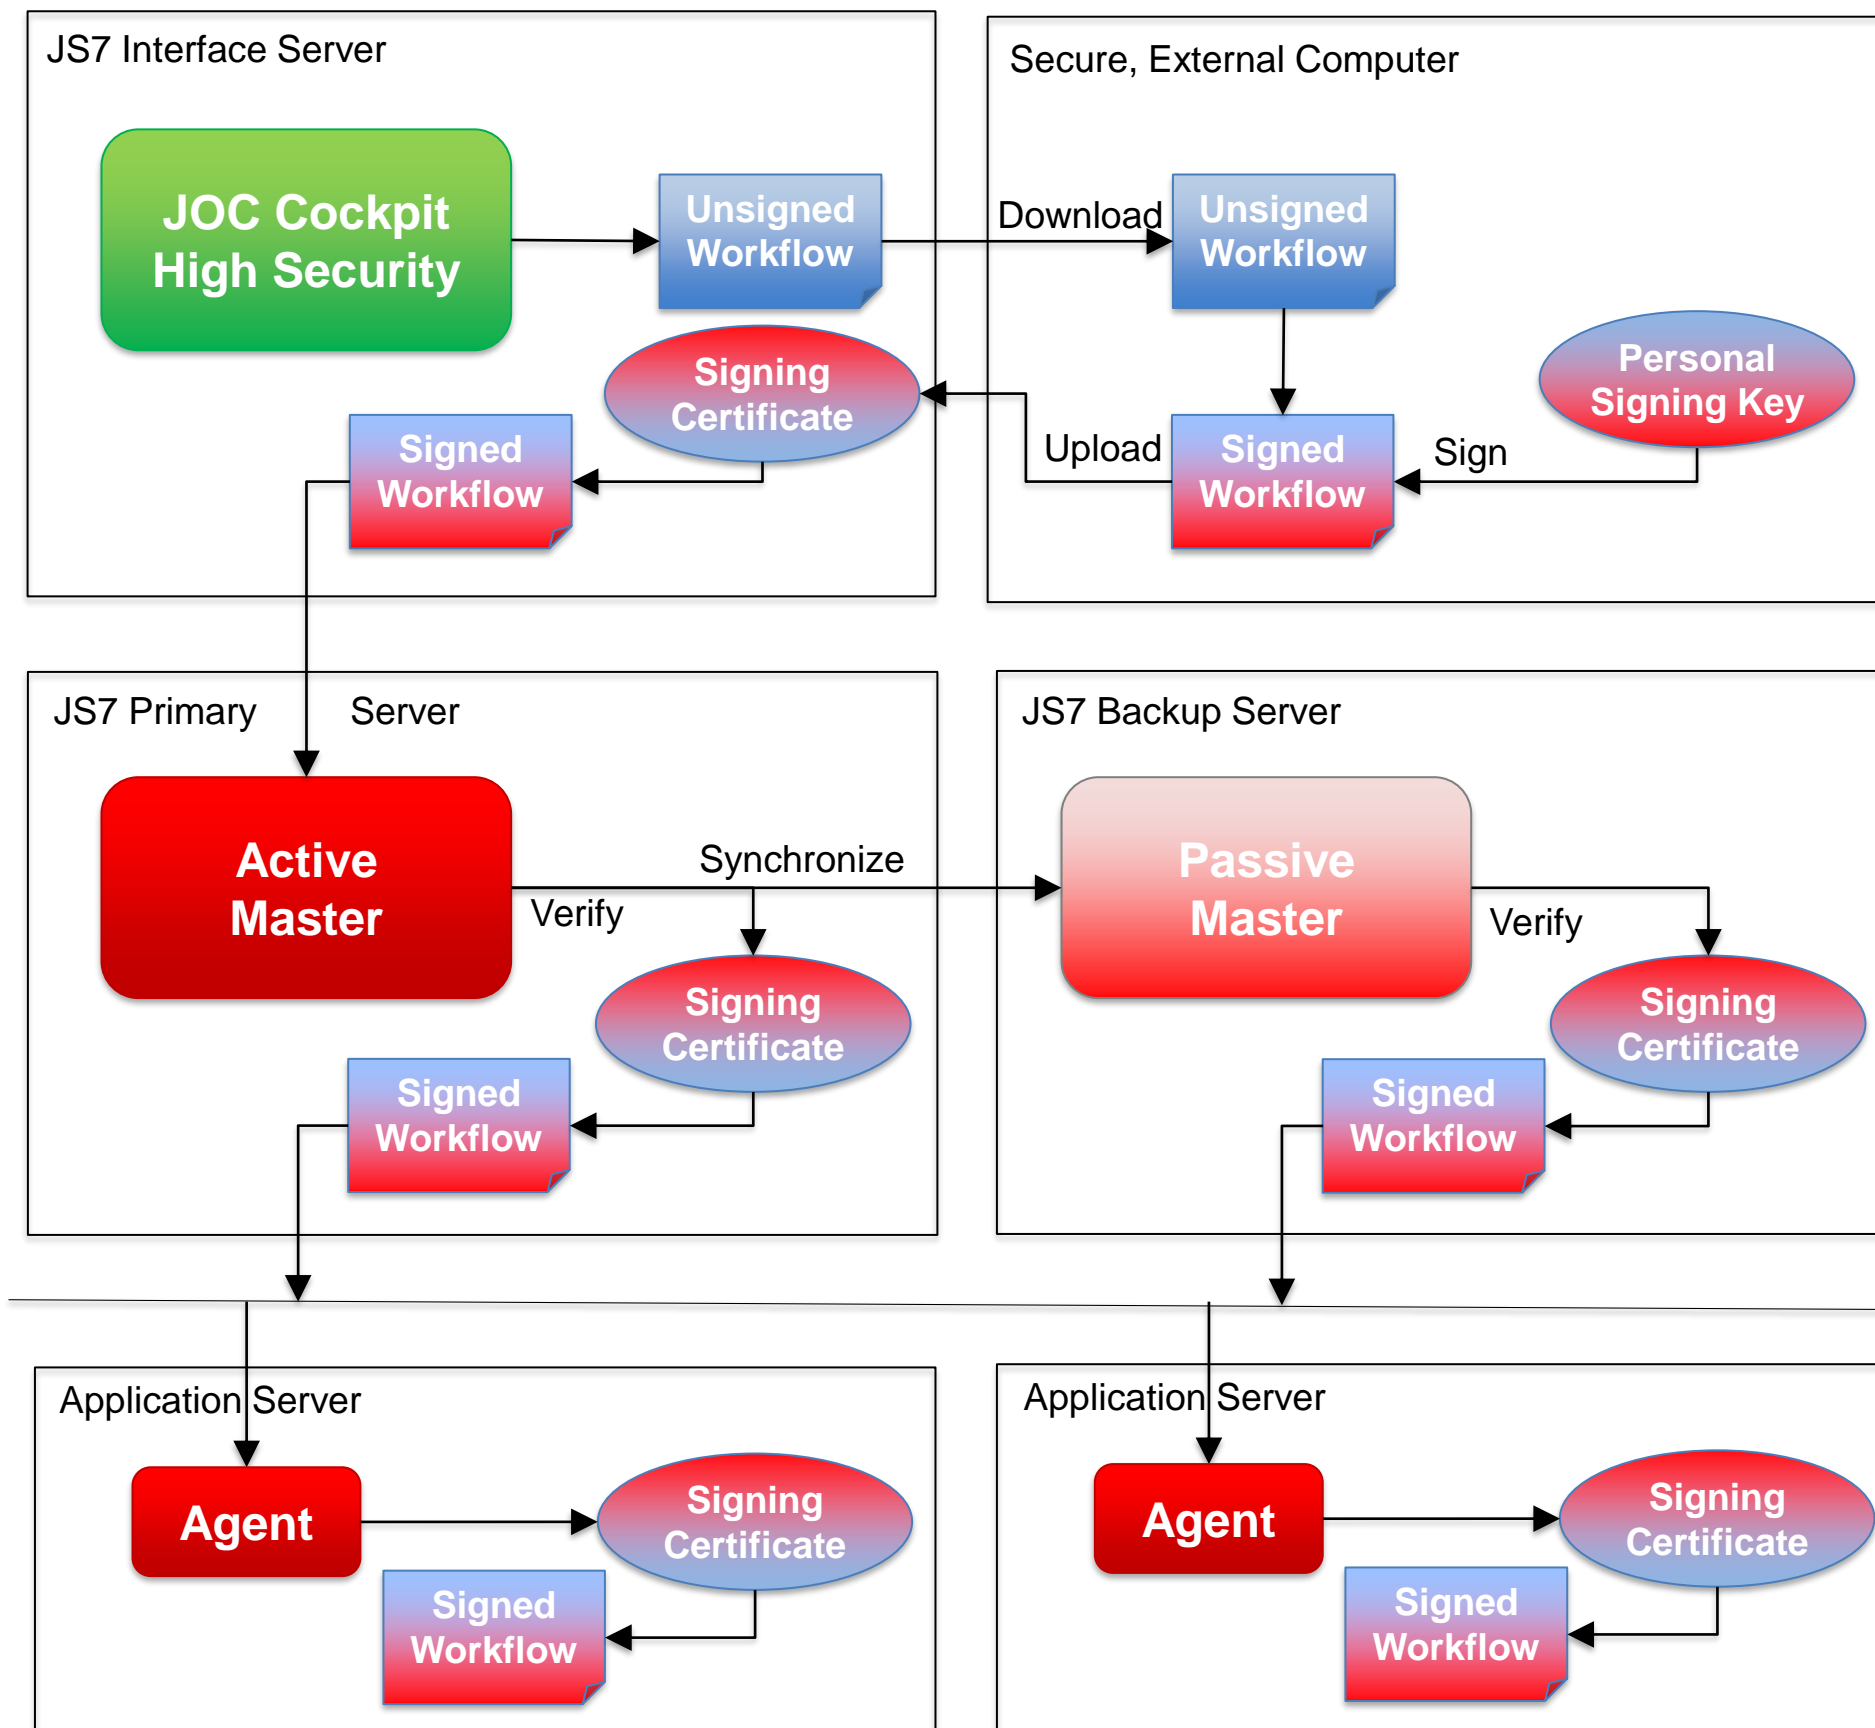 JS7 Interface Server
JOC Cockpit
High Security
Unsigned
Workflow
Signing
Certificate
Signed
Workflow
Secure, External Computer
Download
Unsigned
Workflow
Personal
Signing Key
Upload
Signed
Workflow
Sign
JS7 Primary Server
Active
Master
Synchronize
Verify
Signing
Certificate
Signed
Workflow
JS7 Backup Server
Passive
Master
Verify
Signing
Certificate
Signed
Workflow
Application Server
Agent
Signing
Certificate
Signed
Workflow
Application Server
Agent
Signing
Certificate
Signed
Workflow